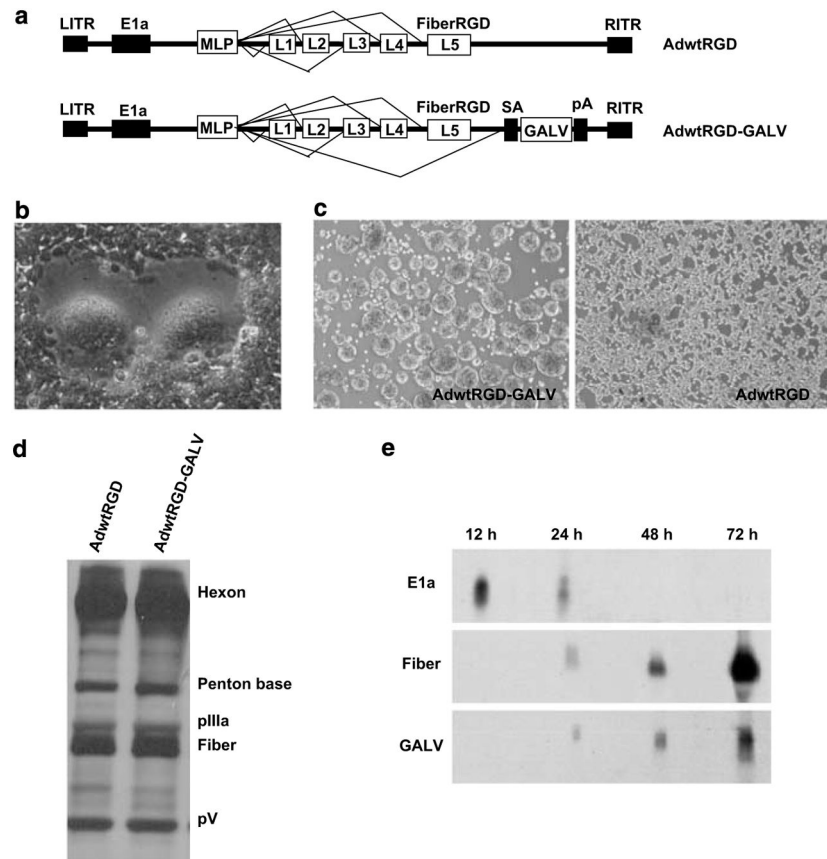 a
LITR E1a MLP L1 L2 L3 L4 FiberRGD L5 RITR AdwtRGD
LITR E1a MLP L1 L2 L3 L4 FiberRGD L5 SA GALV pA RITR AdwtRGD-GALV
b
c
AdwtRGD-GALV
AdwtRGD
d
AdwtRGD
AdwtRGD-GALV
Hexon
Penton base
pIIIa
Fiber
pV
e
12 h 24 h 48 h 72 h
E1a
Fiber
GALV